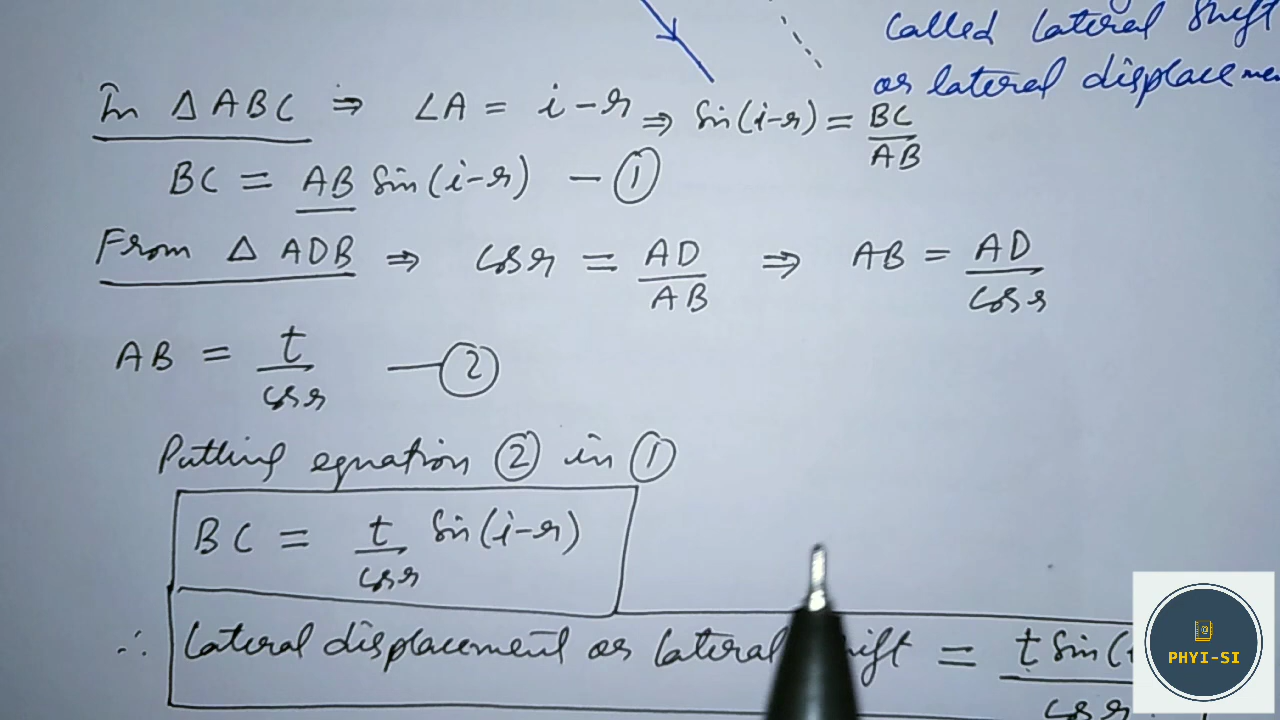 called lateral shift
or lateral displacemen
In △ABC ⇒ ∠A = i-r ⇒ Sin(i-r) = BC/AB
BC = AB Sin(i-r) — ①
From △ADB ⇒ cos r = AD/AB ⇒ AB = AD/cos r
AB = t/cos r — ②
Putting equation ② in ①
BC = t/cos r Sin(i-r)
∴ Lateral displacement or lateral shift = t Sin(/cos r
PHYI-SI